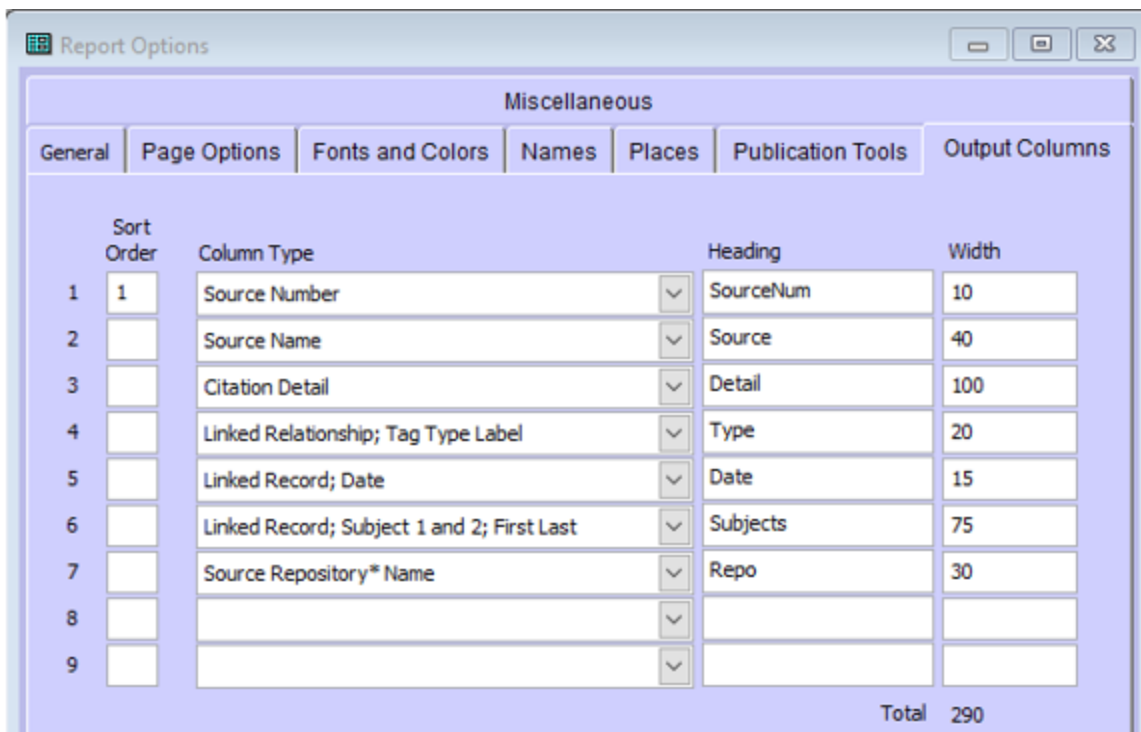 Report Options
Miscellaneous
General Page Options Fonts and Colors Names Places Publication Tools Output Columns
Sort
Order Column Type Heading Width
1 1 Source Number SourceNum 10
2 Source Name Source 40
3 Citation Detail Detail 100
4 Linked Relationship; Tag Type Label Type 20
5 Linked Record; Date Date 15
6 Linked Record; Subject 1 and 2; First Last Subjects 75
7 Source Repository* Name Repo 30
8
9
Total 290